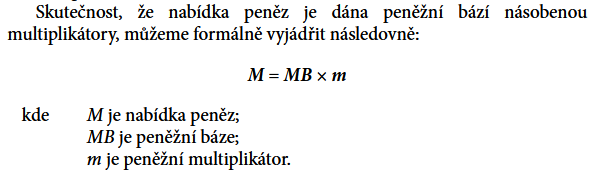 Skutečnost, že nabídka peněz je dána peněžní bází násobenou
multiplikátory, můžeme formálně vyjádřit následovně:
M = MB × m
kde M je nabídka peněz;
MB je peněžní báze;
m je peněžní multiplikátor.